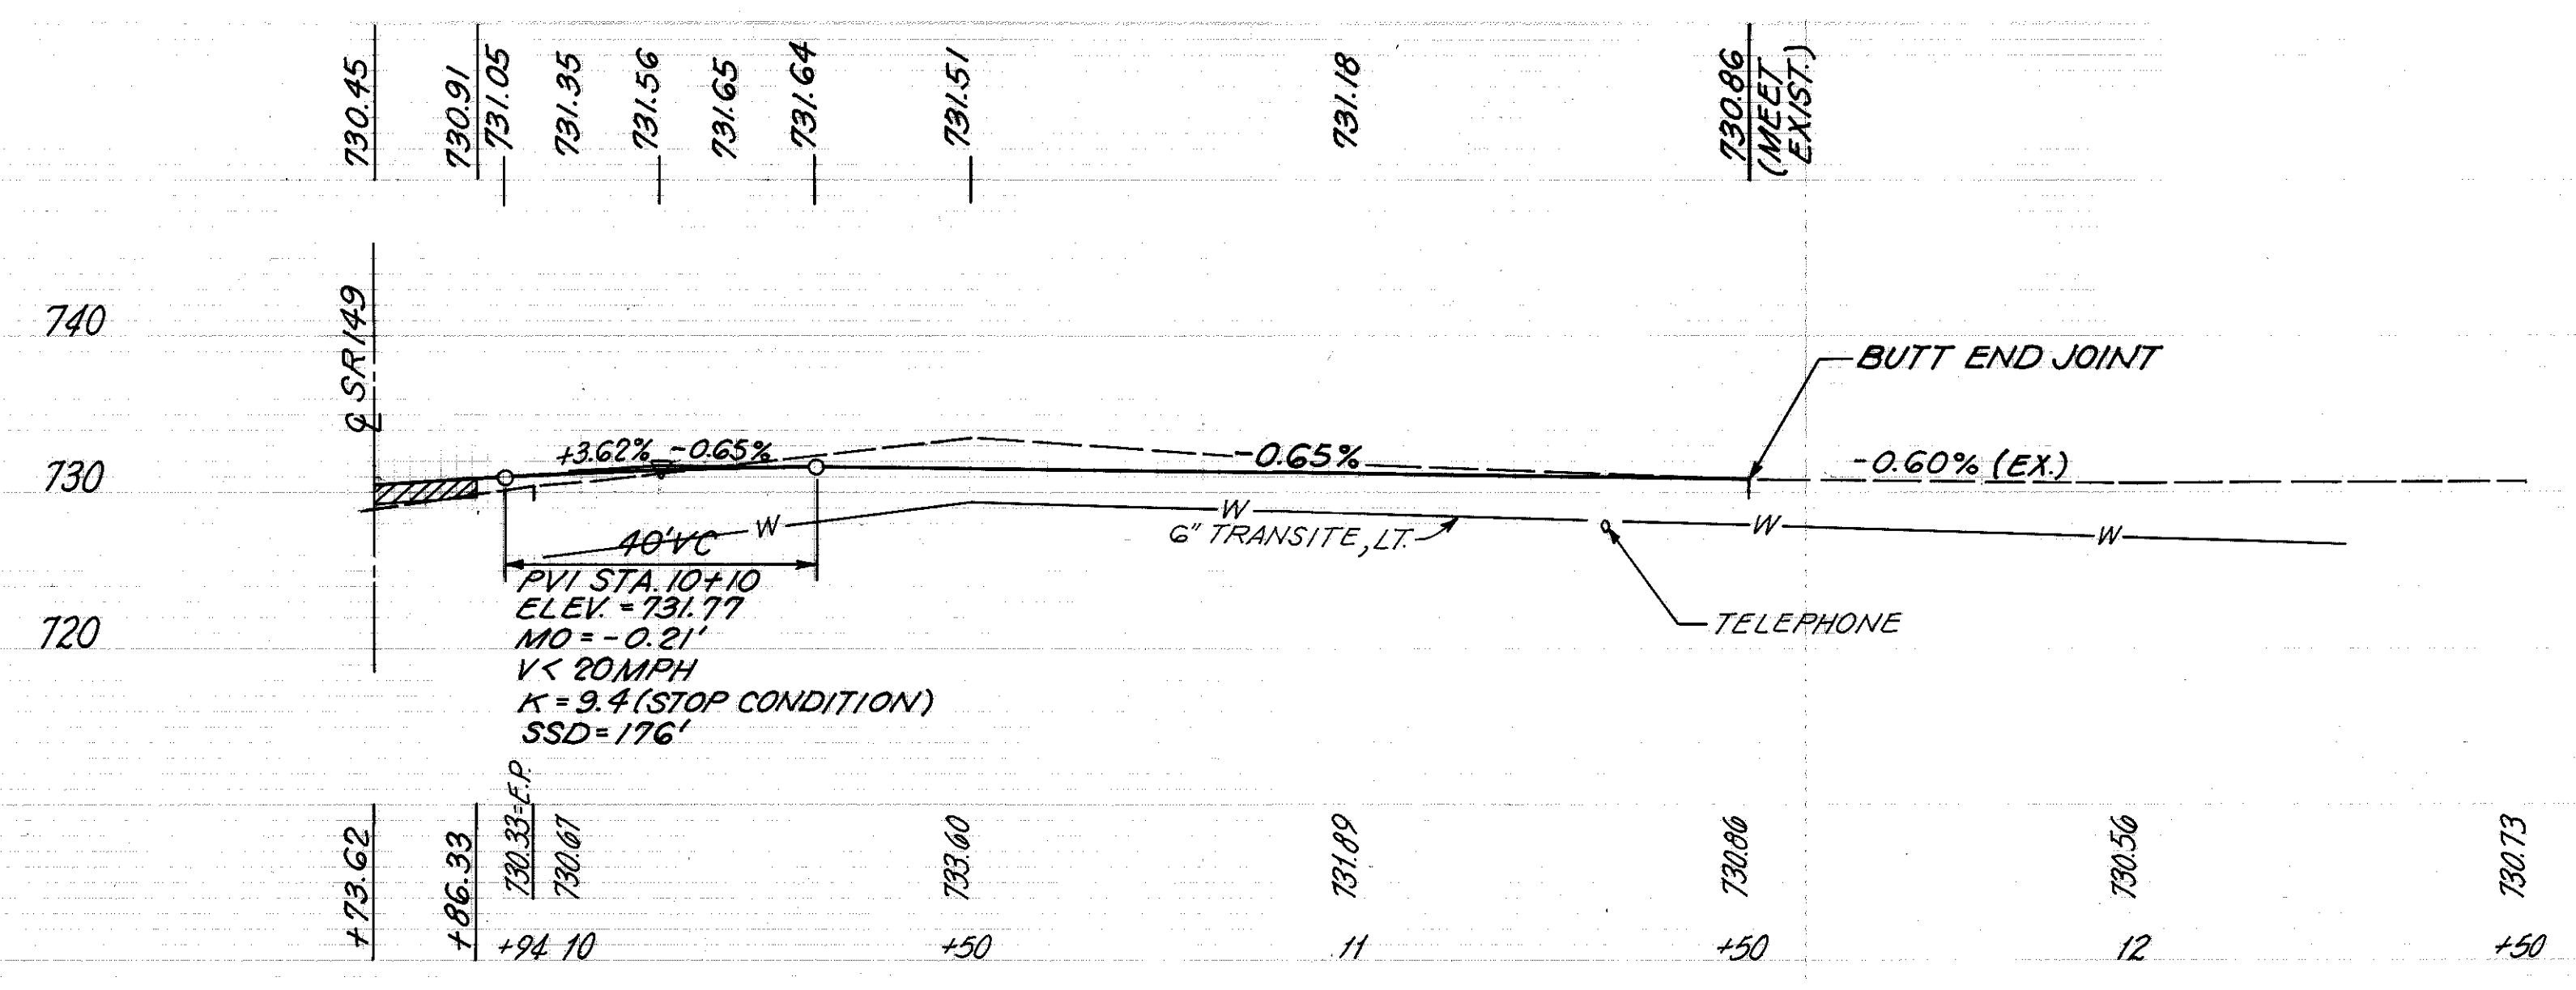 730.45
730.91
731.05
731.35
731.56
731.65
731.64
731.51
731.18
730.86
(MEET
EXIST.)
740
730
720
℄ SR 149
+3.62%
-0.65%
-0.65%
BUTT END JOINT
-0.60% (EX.)
W
W
W
W
6" TRANSITE, LT.
TELEPHONE
40' VC
PVI STA. 10+10
ELEV. = 731.77
MO = -0.21'
V < 20 MPH
K = 9.4 (STOP CONDITION)
SSD = 176'
730.33=E.P.
730.67
733.60
731.89
730.86
730.56
730.73
+73.62
+86.33
+94
10
+50
11
+50
12
+50